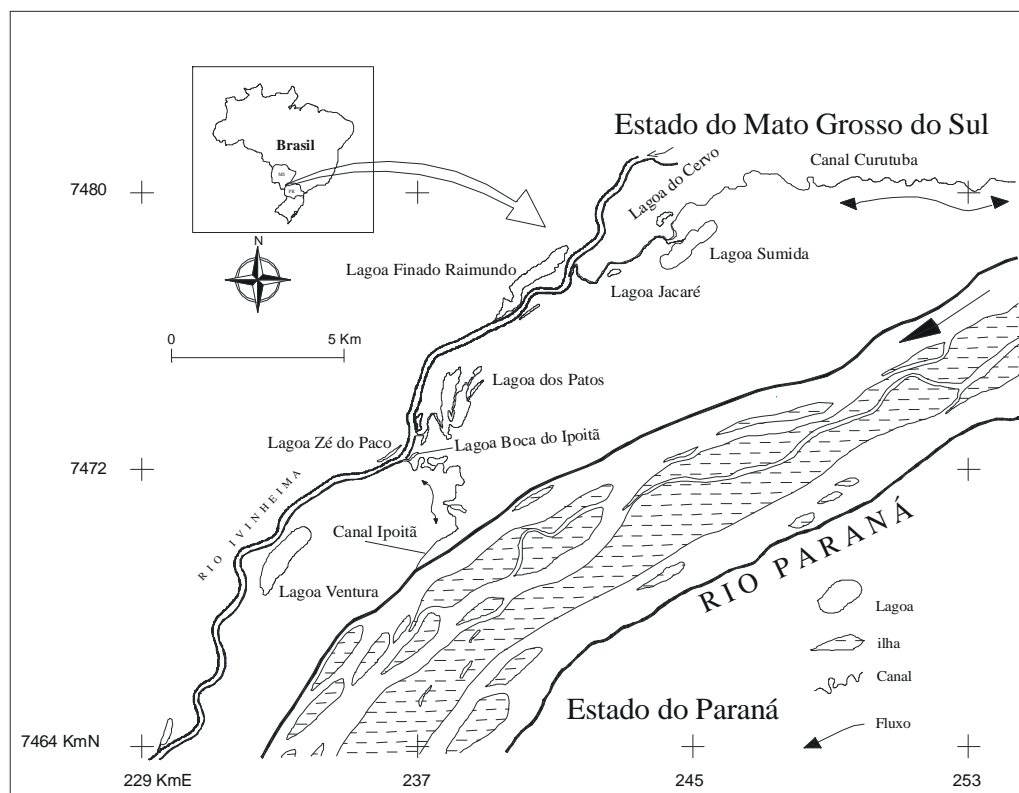 Estado do Mato Grosso do Sul
Canal Curutuba
Brasil
MS
PR
7480
Lagoa do Cervo
N
Lagoa Finado Raimundo
Lagoa Sumida
Lagoa Jacaré
0 5 Km
Lagoa dos Patos
Lagoa Zé do Paco
Lagoa Boca do Ipoitã
7472
RIO IVINHEIMA
Canal Ipoitã
Lagoa Ventura
RIO PARANÁ
Lagoa
ilha
Canal
Fluxo
Estado do Paraná
7464 KmN
229 KmE 237 245 253